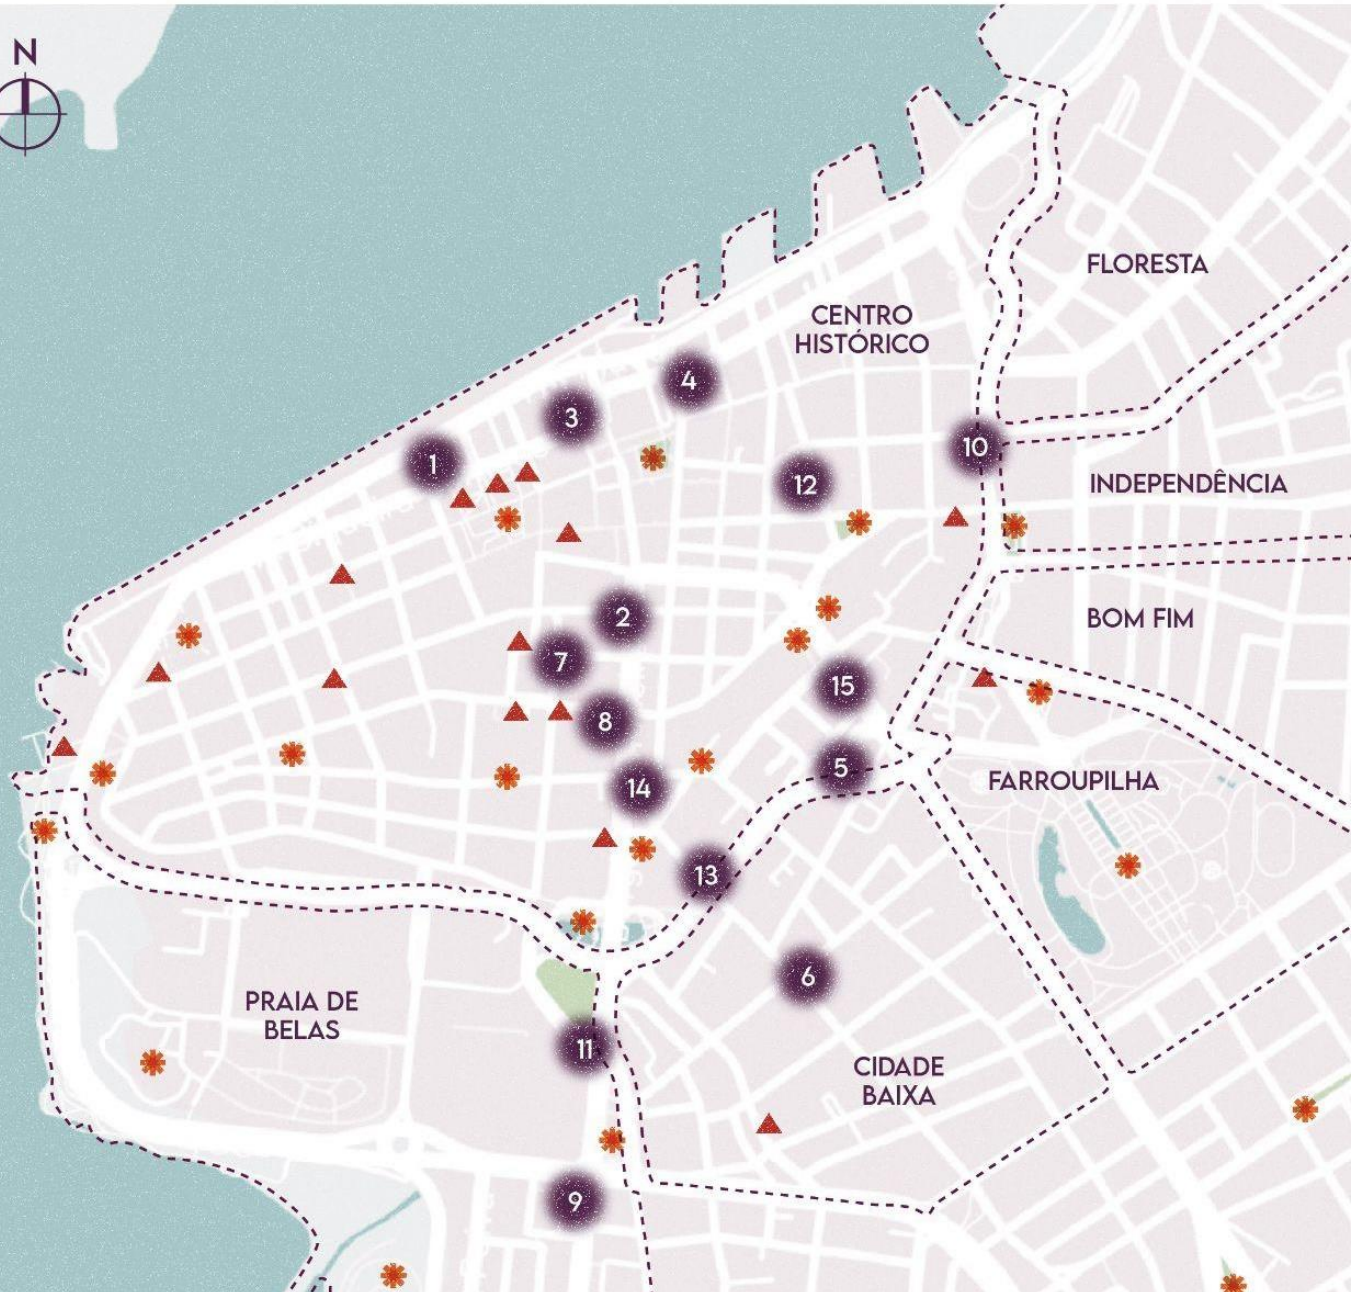 N
FLORESTA
CENTRO
HISTÓRICO
4
3
10
1
12
INDEPENDÊNCIA
2
BOM FIM
7
15
8
5
FARROUPILHA
14
13
6
PRAIA DE
BELAS
11
CIDADE
BAIXA
9